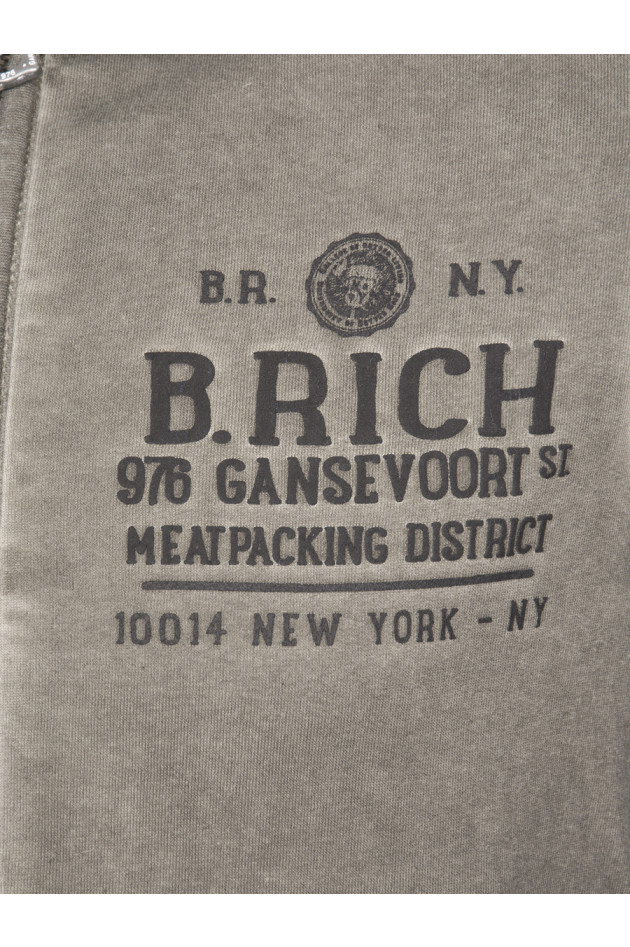 B.R. N.Y.
B.RICH
976 GANSEVOORT ST.
MEATPACKING DISTRICT
10014 NEW YORK - NY